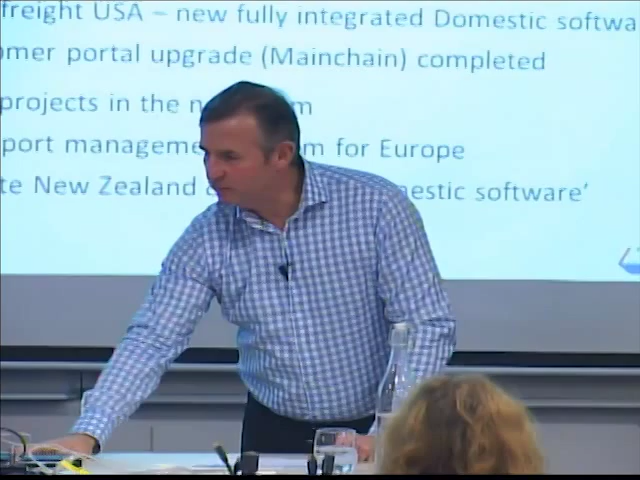 freight USA – new fully integrated Domestic softwa
omer portal upgrade (Mainchain) completed
projects in the n m
port manageme m for Europe
te New Zealand mestic software’